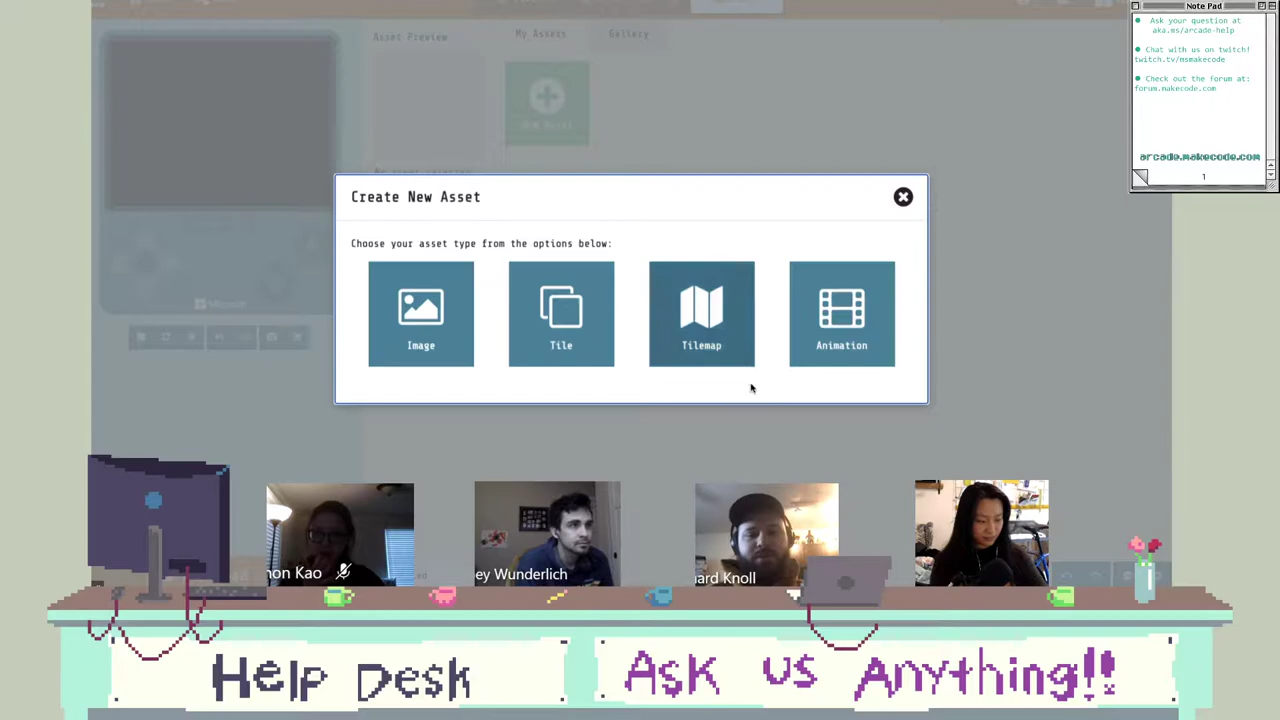 Note Pad
Ask your question at
aka.ms/arcade-help
Chat with us on twitch!
twitch.tv/msmakecode
Check out the forum at:
forum.makecode.com
arcade.makecode.com
1
Asset Preview
My Assets
Gallery
Create New Asset
Choose your asset type from the options below:
Image
Tile
Tilemap
Animation
Microsoft
non Kao
ey Wunderlich
ard Knoll
Help Desk
Ask us Anything!!